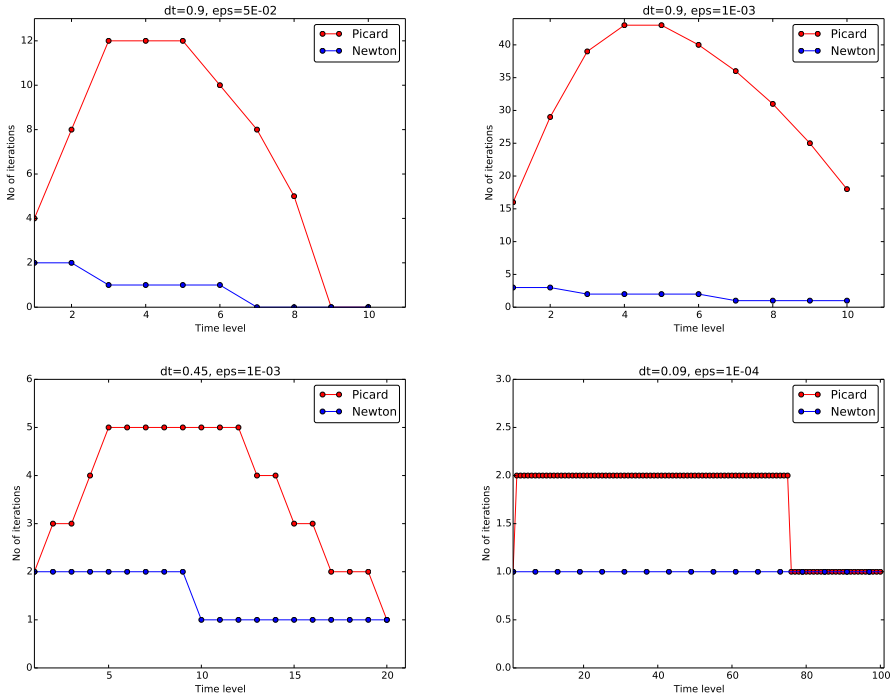 dt=0.9, eps=5E-02
Picard
Newton
No of iterations
12
10
8
6
4
2
0
2
4
6
8
10
Time level
dt=0.9, eps=1E-03
Picard
Newton
No of iterations
40
35
30
25
20
15
10
5
0
2
4
6
8
10
Time level
dt=0.45, eps=1E-03
Picard
Newton
No of iterations
6
5
4
3
2
1
0
5
10
15
20
Time level
dt=0.09, eps=1E-04
Picard
Newton
No of iterations
3.0
2.5
2.0
1.5
1.0
0.5
0.0
20
40
60
80
100
Time level